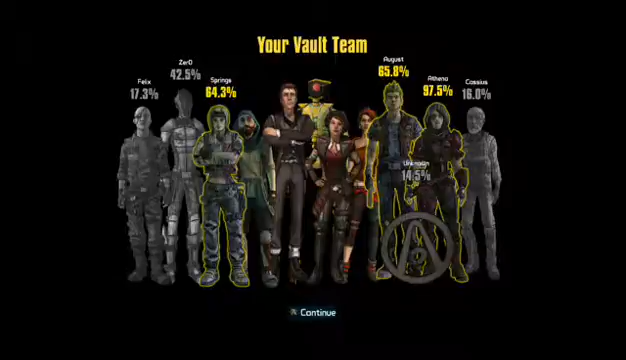 Your Vault Team
Felix
17.3%
Zer0
42.5%
Springs
64.3%
August
65.8%
Athena
97.5%
Cassius
16.0%
Unknown
14.5%
Continue